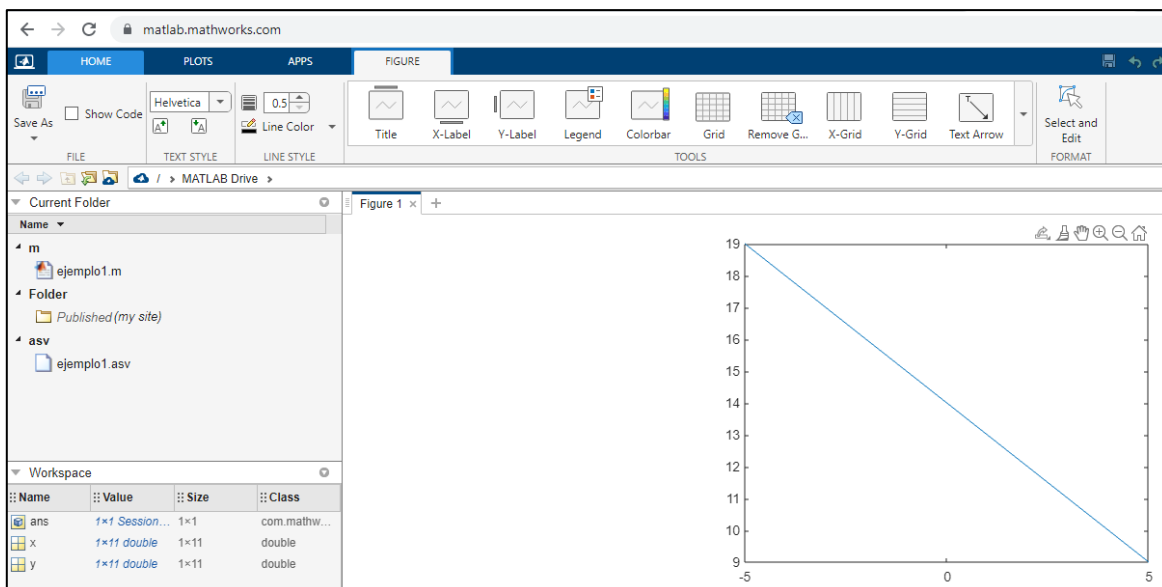 matlab.mathworks.com
HOME PLOTS APPS FIGURE
Save As
Show Code
Helvetica
A A
0.5
Line Color
Title X-Label Y-Label Legend Colorbar Grid Remove G... X-Grid Y-Grid Text Arrow
Select and
Edit
FILE TEXT STYLE LINE STYLE TOOLS FORMAT
/ > MATLAB Drive >
Current Folder
Name
m
ejemplo1.m
Folder
Published (my site)
asv
ejemplo1.asv
Workspace
Name Value Size Class
ans 1×1 Session... 1×1 com.mathw...
x 1×11 double 1×11 double
y 1×11 double 1×11 double
Figure 1 × +
19
18
17
16
15
14
13
12
11
10
9
-5 0 5